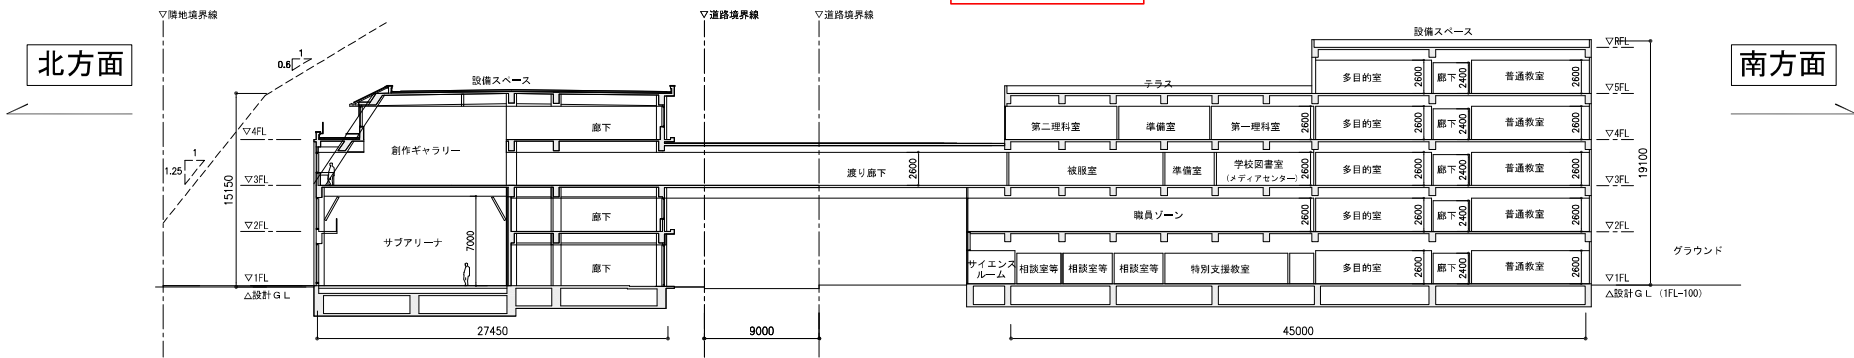 ▽隣地境界線
▽道路境界線
▽道路境界線
北方面
南方面
1
0.6
1
1.25
設備スペース
設備スペース
▽RFL
多目的室
2600
廊下
2400
普通教室
2600
テラス
▽5FL
15150
19100
▽4FL
廊下
創作ギャラリー
第二理科室
準備室
第一理科室
2600
多目的室
2600
廊下
2400
普通教室
2600
▽4FL
▽3FL
渡り廊下
2600
被服室
準備室
学校図書室
(メディアセンター)
2600
多目的室
2600
廊下
2400
普通教室
2600
▽3FL
▽2FL
廊下
職員ゾーン
2600
多目的室
2600
廊下
2400
普通教室
2600
▽2FL
サブアリーナ
7000
グラウンド
▽1FL
廊下
サイエンス
ルーム
相談室等
相談室等
相談室等
特別支援教室
多目的室
2600
廊下
2400
普通教室
2600
▽1FL
△設計GL
△設計GL (1FL-100)
27450
9000
45000